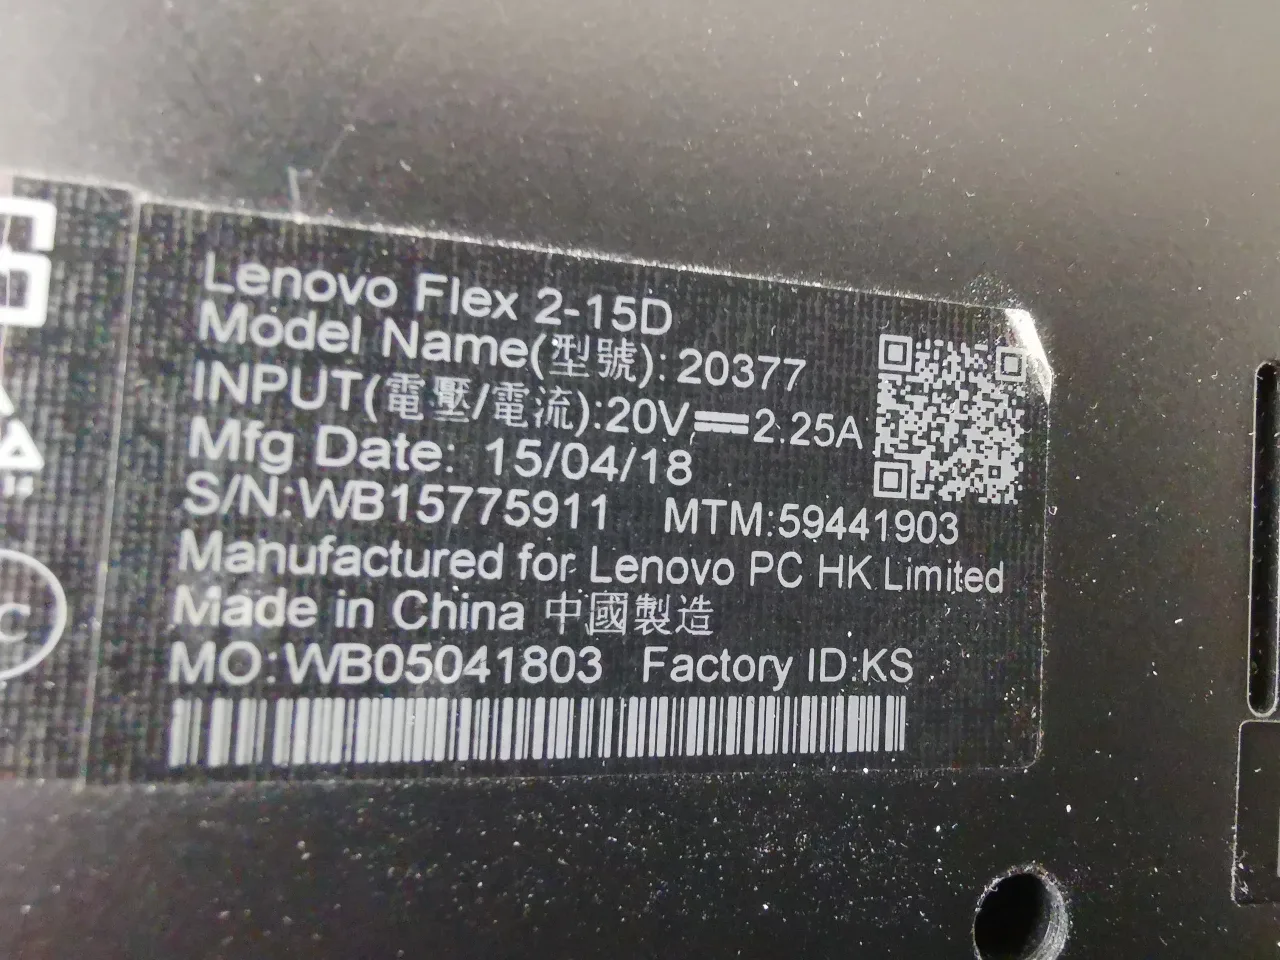 Lenovo Flex 2-15D
Model Name(型號): 20377
INPUT(電壓/電流):20V⎓2.25A
Mfg Date: 15/04/18
S/N:WB15775911 MTM:59441903
Manufactured for Lenovo PC HK Limited
Made in China 中國製造
MO:WB05041803 Factory ID:KS